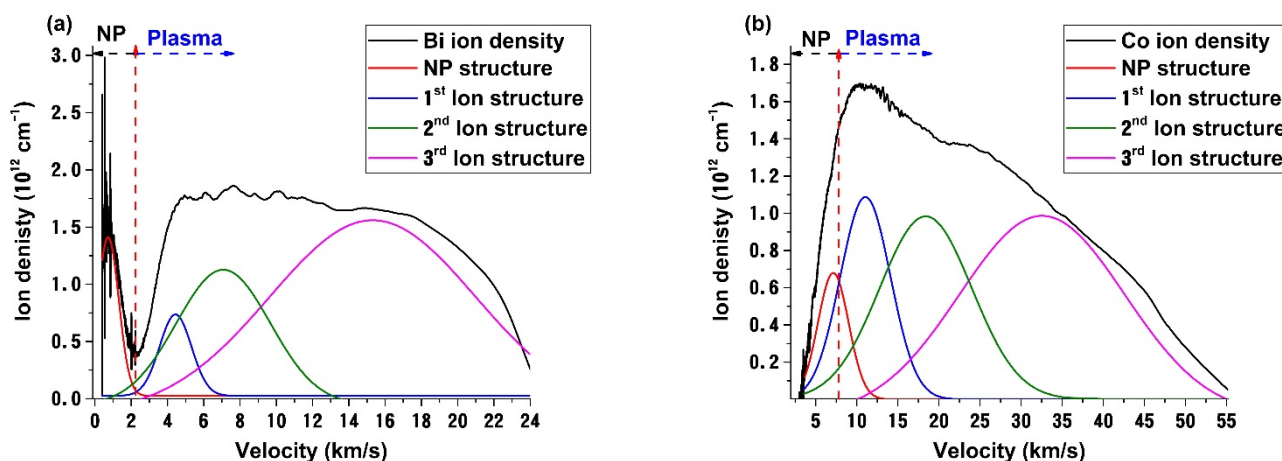 (a)
NP
Plasma
Bi ion density
NP structure
1st Ion structure
2nd Ion structure
3rd Ion structure
3.0
2.5
2.0
1.5
1.0
0.5
0.0
Ion denisty (10^12 cm^-1)
0 2 4 6 8 10 12 14 16 18 20 22 24
Velocity (km/s)
(b)
NP
Plasma
Co ion density
NP structure
1st Ion structure
2nd Ion structure
3rd Ion structure
1.8
1.6
1.4
1.2
1.0
0.8
0.6
0.4
0.2
Ion denisty (10^12 cm^-1)
5 10 15 20 25 30 35 40 45 50 55
Velocity (km/s)